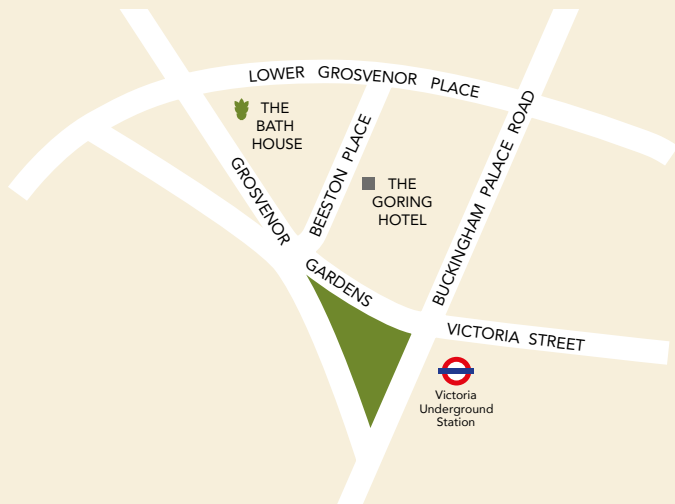 LOWER GROSVENOR PLACE
THE
BATH
HOUSE
GROSVENOR
GARDENS
BEESTON PLACE
THE
GORING
HOTEL
BUCKINGHAM PALACE ROAD
VICTORIA STREET
Victoria
Underground
Station